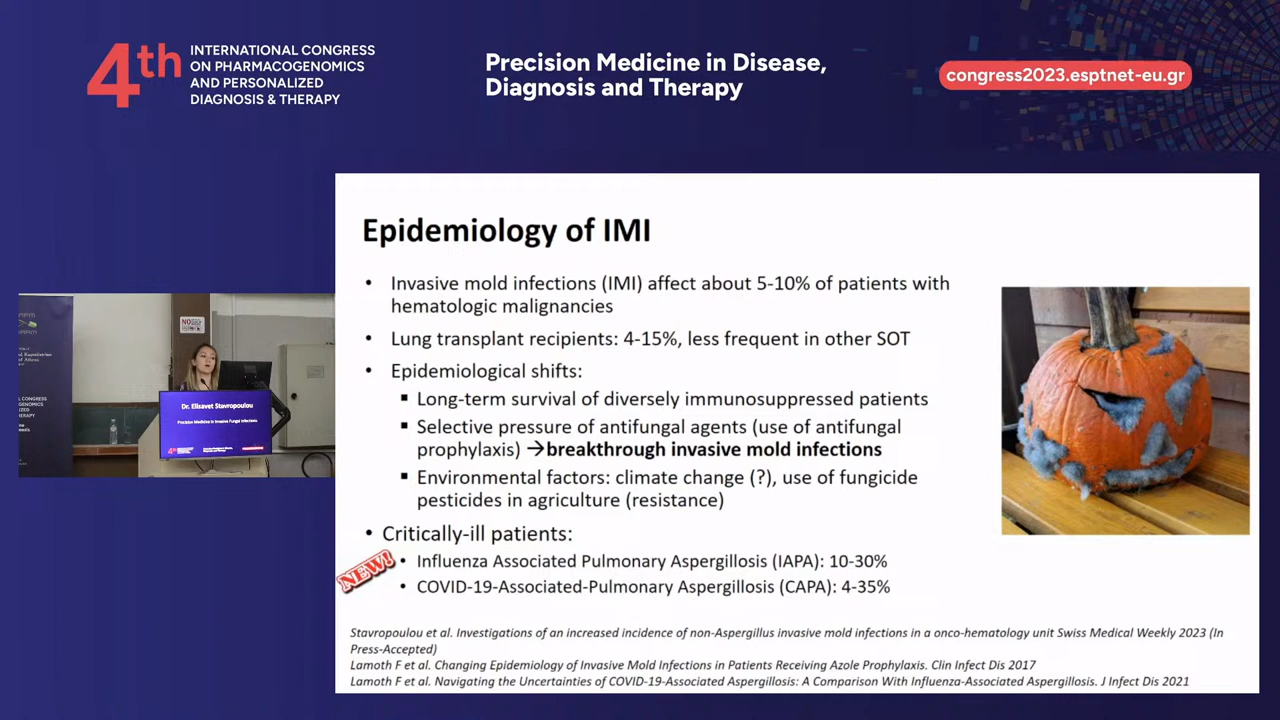 4th
INTERNATIONAL CONGRESS
ON PHARMACOGENOMICS
AND PERSONALIZED
DIAGNOSIS & THERAPY
Precision Medicine in Disease,
Diagnosis and Therapy
congress2023.esptnet-eu.gr
Epidemiology of IMI
• Invasive mold infections (IMI) affect about 5-10% of patients with
hematologic malignancies
• Lung transplant recipients: 4-15%, less frequent in other SOT
• Epidemiological shifts:
▪ Long-term survival of diversely immunosuppressed patients
▪ Selective pressure of antifungal agents (use of antifungal
prophylaxis) →breakthrough invasive mold infections
▪ Environmental factors: climate change (?), use of fungicide
pesticides in agriculture (resistance)
• Critically-ill patients:
NEW!
• Influenza Associated Pulmonary Aspergillosis (IAPA): 10-30%
• COVID-19-Associated-Pulmonary Aspergillosis (CAPA): 4-35%
Stavropoulou et al. Investigations of an increased incidence of non-Aspergillus invasive mold infections in a onco-hematology unit Swiss Medical Weekly 2023 (In
Press-Accepted)
Lamoth F et al. Changing Epidemiology of Invasive Mold Infections in Patients Receiving Azole Prophylaxis. Clin Infect Dis 2017
Lamoth F et al. Navigating the Uncertainties of COVID-19-Associated Aspergillosis: A Comparison With Influenza-Associated Aspergillosis. J Infect Dis 2021
Dr. Elisavet Stavropoulou
Precision Medicine in Invasive Fungal Infections